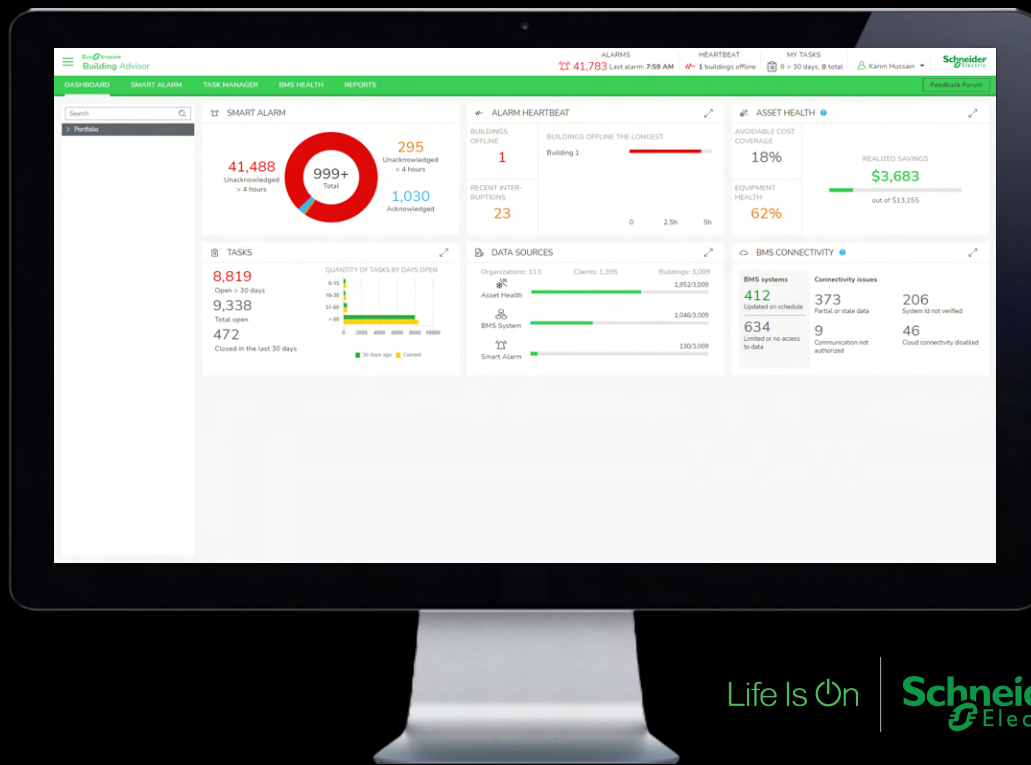 EcoStruxure
Building Advisor
ALARMS
41,783 Last alarm: 7:59 AM
HEARTBEAT
1 buildings offline
MY TASKS
0 > 30 days, 0 total
Karim Hussain
Schneider
Electric
DASHBOARD
SMART ALARM
TASK MANAGER
BMS HEALTH
REPORTS
Feedback Forum
Search
> Portfolio
SMART ALARM
41,488
Unacknowledged
> 4 hours
999+
Total
295
Unacknowledged
< 4 hours
1,030
Acknowledged
ALARM HEARTBEAT
BUILDINGS
OFFLINE
1
RECENT INTER-
RUPTIONS
23
BUILDINGS OFFLINE THE LONGEST
Building 1
0 2.5h 5h
ASSET HEALTH
AVOIDABLE COST
COVERAGE
18%
EQUIPMENT
HEALTH
62%
REALIZED SAVINGS
$3,683
out of $13,155
TASKS
8,819
Open > 30 days
9,338
Total open
472
Closed in the last 30 days
QUANTITY OF TASKS BY DAYS OPEN
0-15
16-30
31-60
> 60
0 2000 4000 6000 8000 10000
30 days ago Current
DATA SOURCES
Organizations: 113 Clients: 1,395 Buildings: 3,009
Asset Health
1,852/3,009
BMS System
1,046/3,009
Smart Alarm
130/3,009
BMS CONNECTIVITY
BMS systems
412
Updated on schedule
634
Limited or no access
to data
Connectivity issues
373
Partial or stale data
206
System Id not verified
9
Communication not
authorized
46
Cloud connectivity disabled
Life Is On
Schneid
Elec